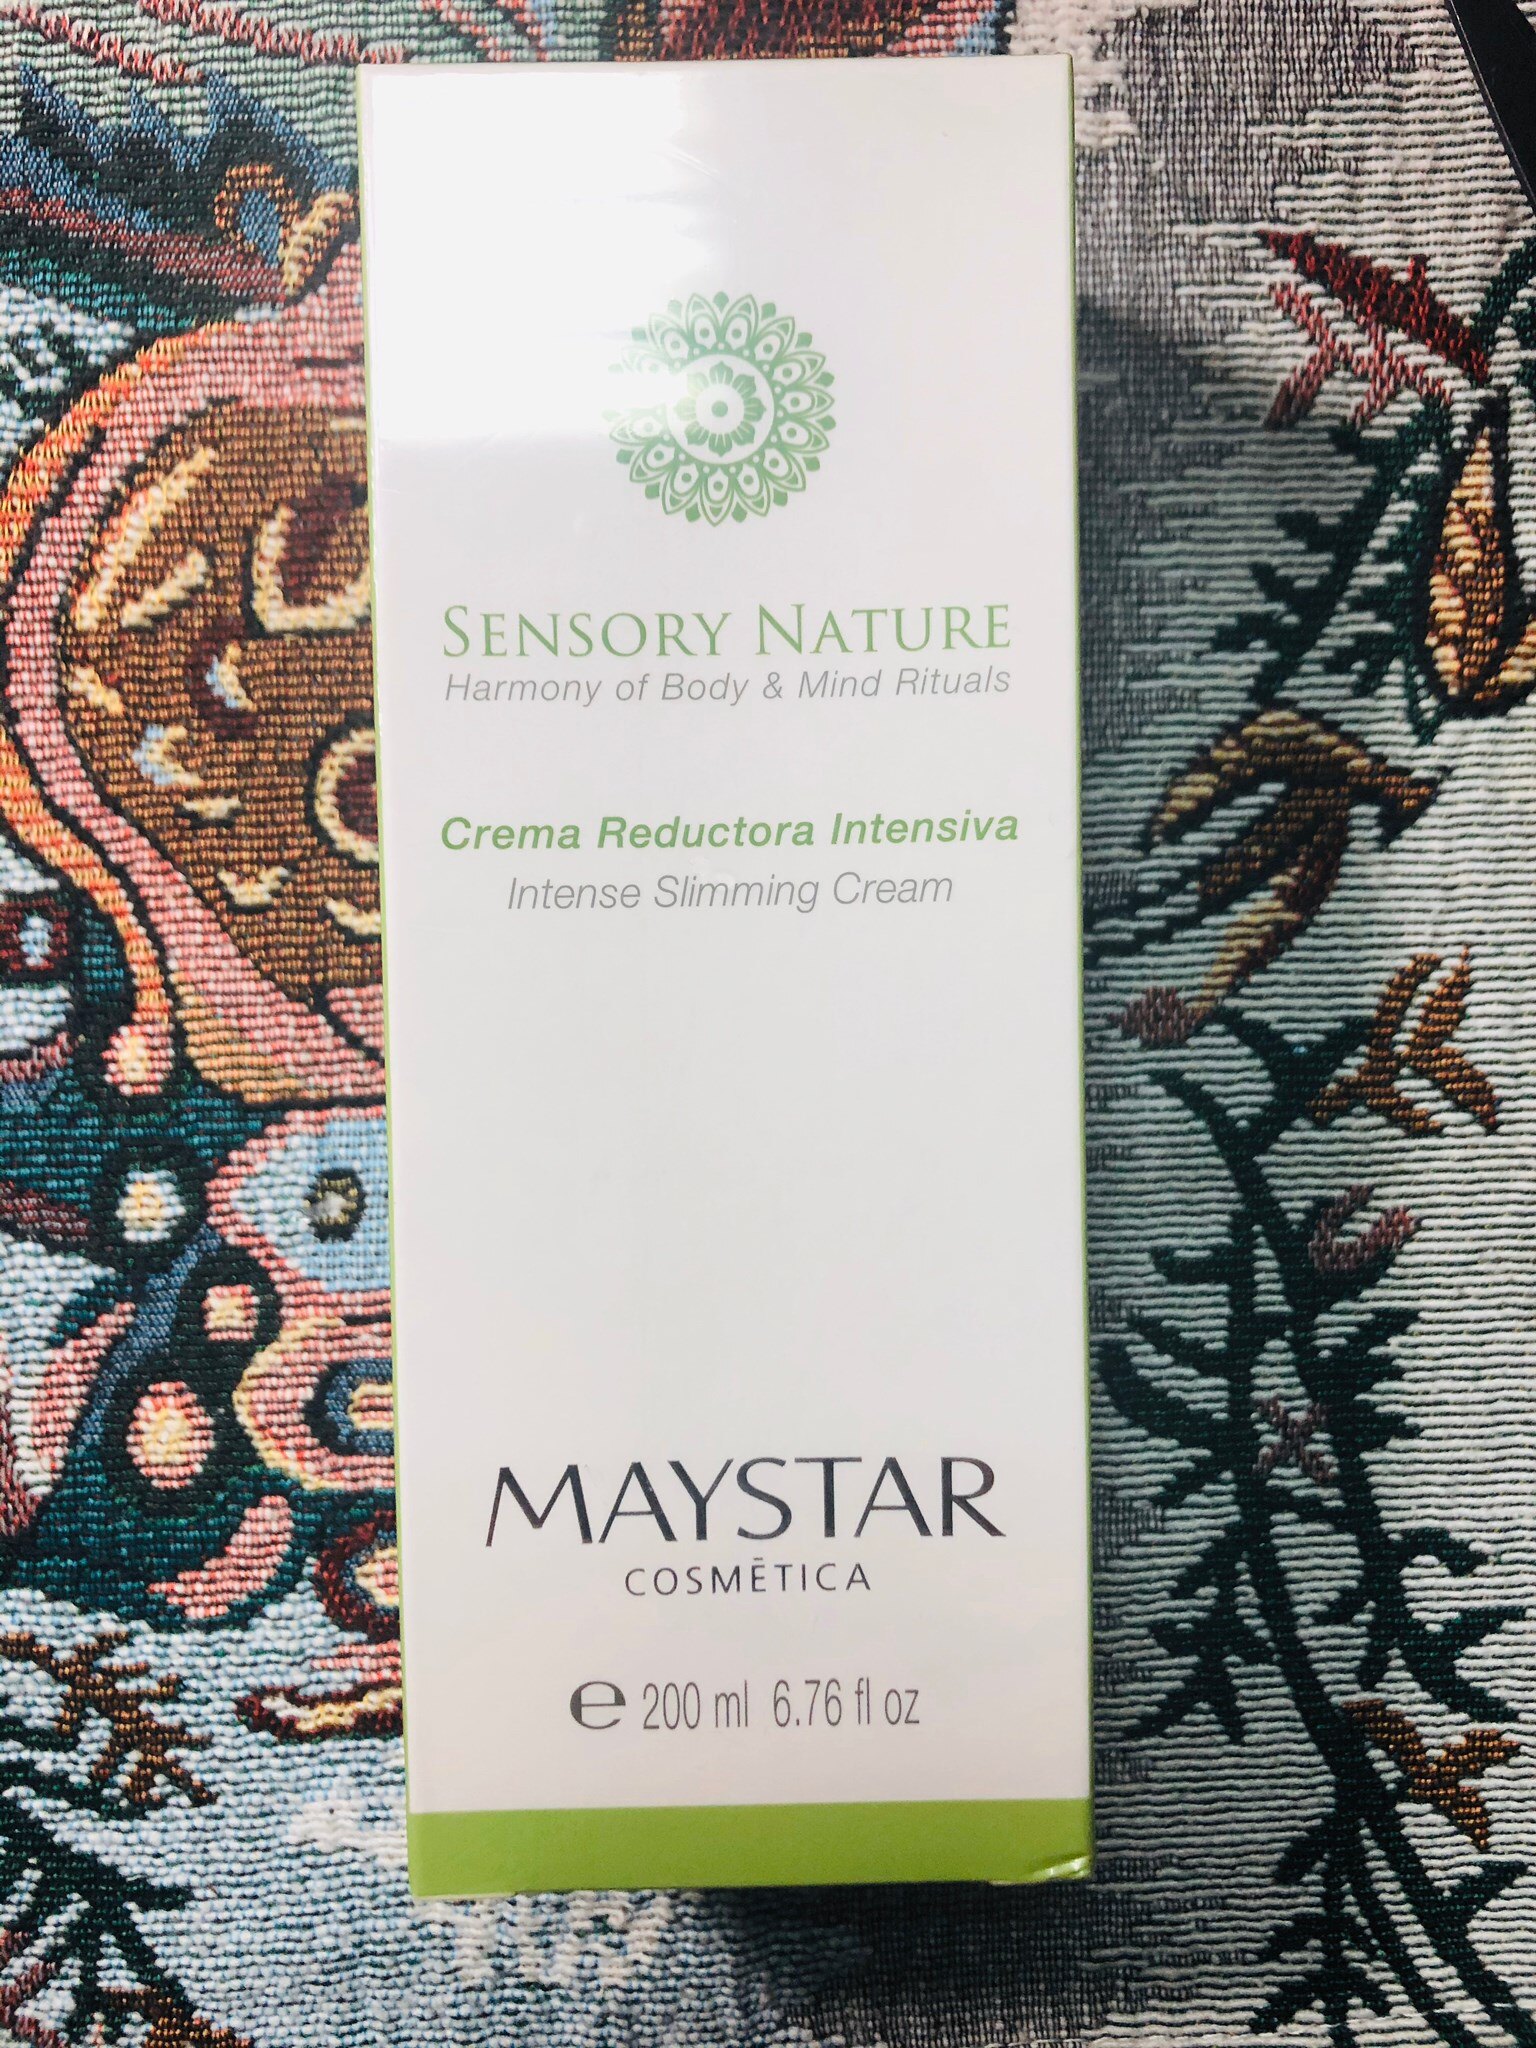 SENSORY NATURE
Harmony of Body & Mind Rituals
Crema Reductora Intensiva
Intense Slimming Cream
MAYSTAR
COSMĒTICA
℮ 200 ml 6.76 fl oz